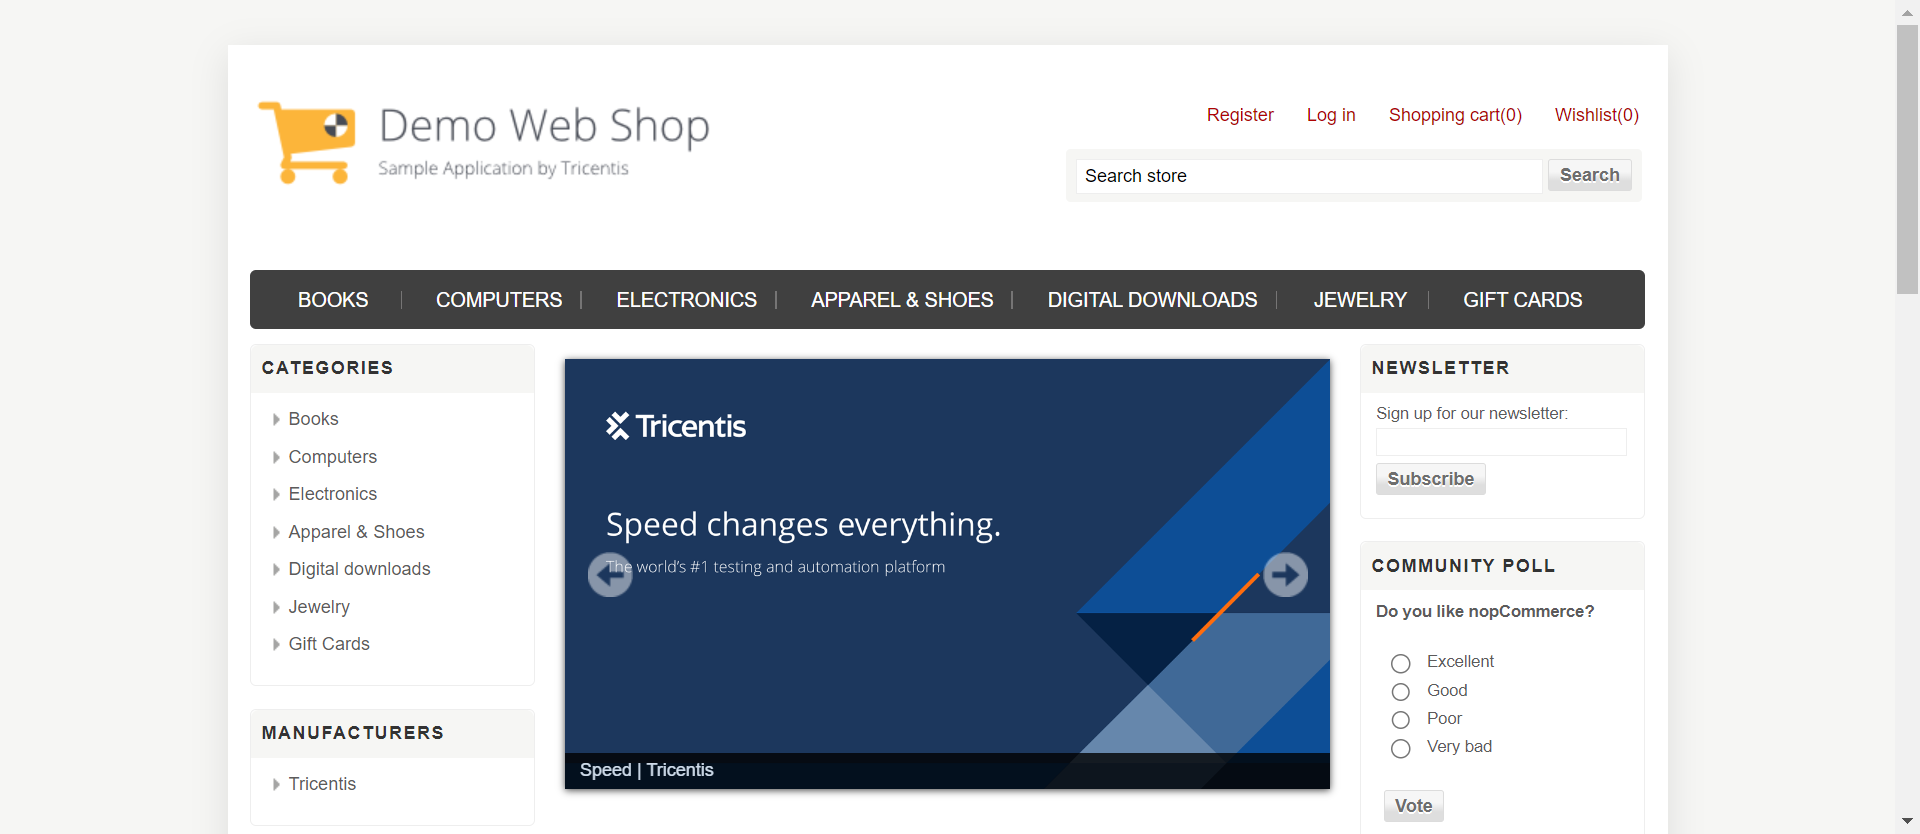 Demo Web Shop
Sample Application by Tricentis
Register Log in Shopping cart(0) Wishlist(0)
Search store Search
BOOKS COMPUTERS ELECTRONICS APPAREL & SHOES DIGITAL DOWNLOADS JEWELRY GIFT CARDS
CATEGORIES
Books
Computers
Electronics
Apparel & Shoes
Digital downloads
Jewelry
Gift Cards
MANUFACTURERS
Tricentis
Tricentis
Speed changes everything.
The world's #1 testing and automation platform
Speed | Tricentis
NEWSLETTER
Sign up for our newsletter:
Subscribe
COMMUNITY POLL
Do you like nopCommerce?
Excellent
Good
Poor
Very bad
Vote